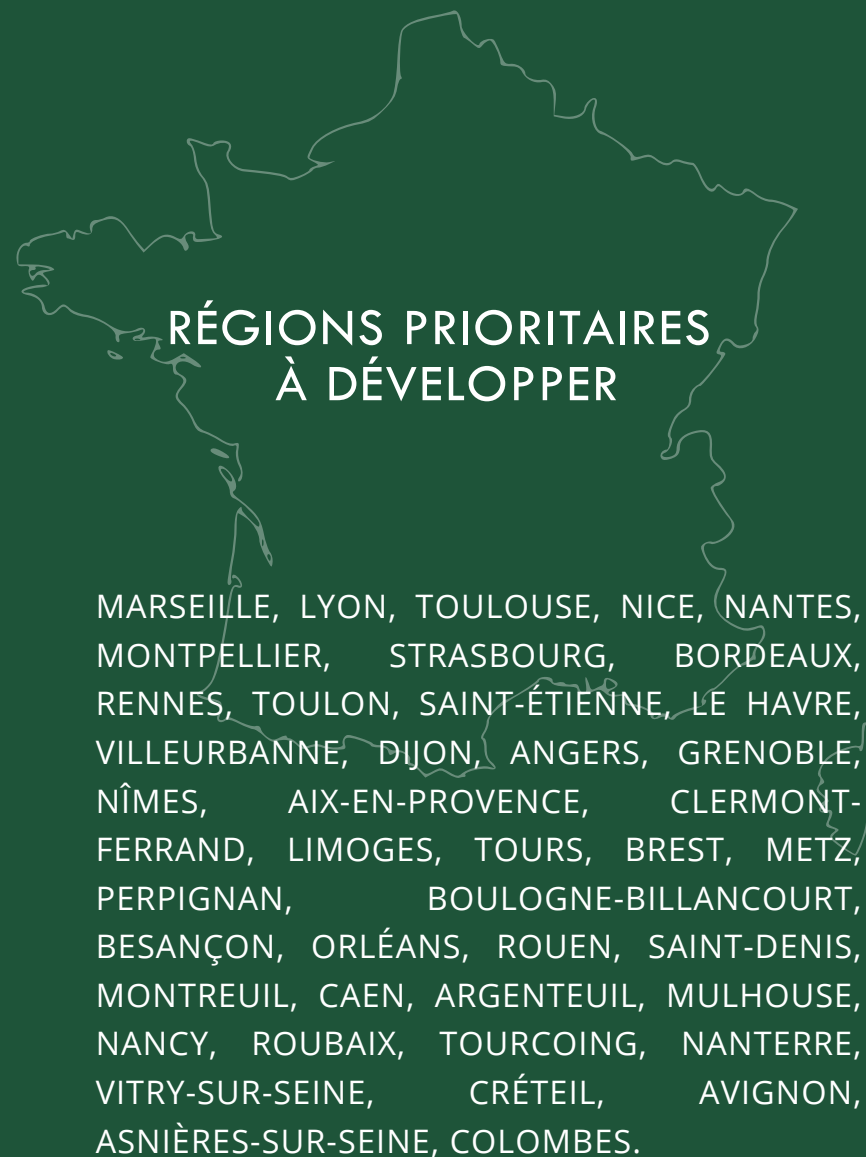 RÉGIONS PRIORITAIRES
À DÉVELOPPER
MARSEILLE, LYON, TOULOUSE, NICE, NANTES,
MONTPELLIER, STRASBOURG, BORDEAUX,
RENNES, TOULON, SAINT-ÉTIENNE, LE HAVRE,
VILLEURBANNE, DIJON, ANGERS, GRENOBLE,
NÎMES, AIX-EN-PROVENCE, CLERMONT-
FERRAND, LIMOGES, TOURS, BREST, METZ,
PERPIGNAN, BOULOGNE-BILLANCOURT,
BESANÇON, ORLÉANS, ROUEN, SAINT-DENIS,
MONTREUIL, CAEN, ARGENTEUIL, MULHOUSE,
NANCY, ROUBAIX, TOURCOING, NANTERRE,
VITRY-SUR-SEINE, CRÉTEIL, AVIGNON,
ASNIÈRES-SUR-SEINE, COLOMBES.